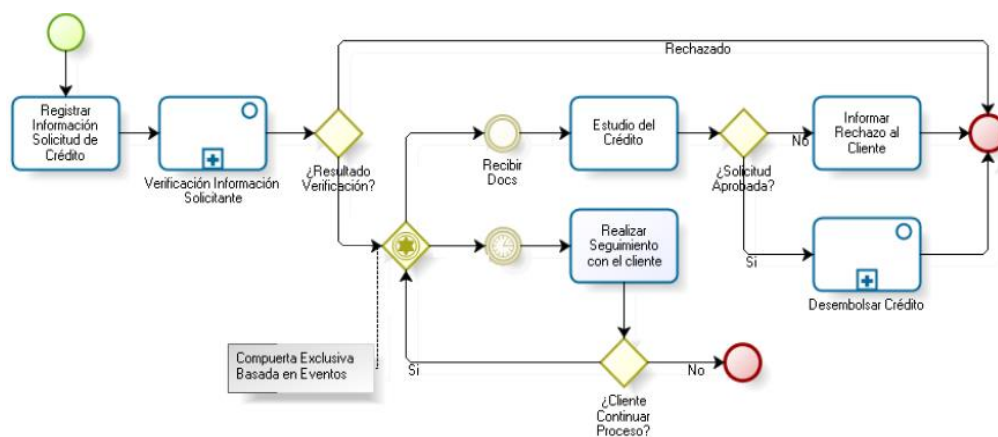 Rechazado
Registrar
Información
Solicitud de
Crédito
Verificación Información
Solicitante
¿Resultado
Verificación?
Recibir
Docs
Estudio del
Crédito
¿Solicitud
Aprobada?
No
Informar
Rechazo al
Cliente
Si
Desembolsar Crédito
Realizar
Seguimiento
con el cliente
Compuerta Exclusiva
Basada en Eventos
Si
No
¿Cliente
Continuar
Proceso?